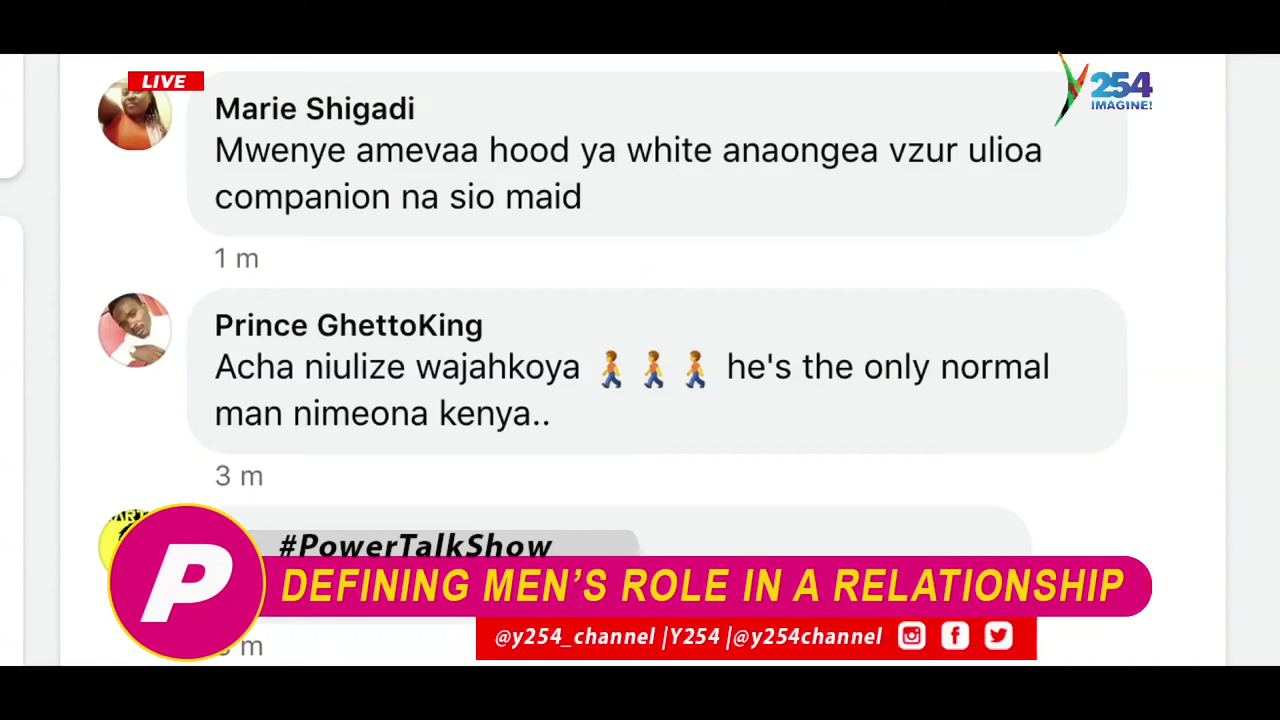 LIVE
Y254
IMAGINE!
Marie Shigadi
Mwenye amevaa hood ya white anaongea vzur ulioa
companion na sio maid
1 m
Prince GhettoKing
Acha niulize wajahkoya 🚶🚶🚶 he's the only normal
man nimeona kenya..
3 m
#PowerTalkShow
P
DEFINING MEN'S ROLE IN A RELATIONSHIP
@y254_channel |Y254 |@y254channel
m